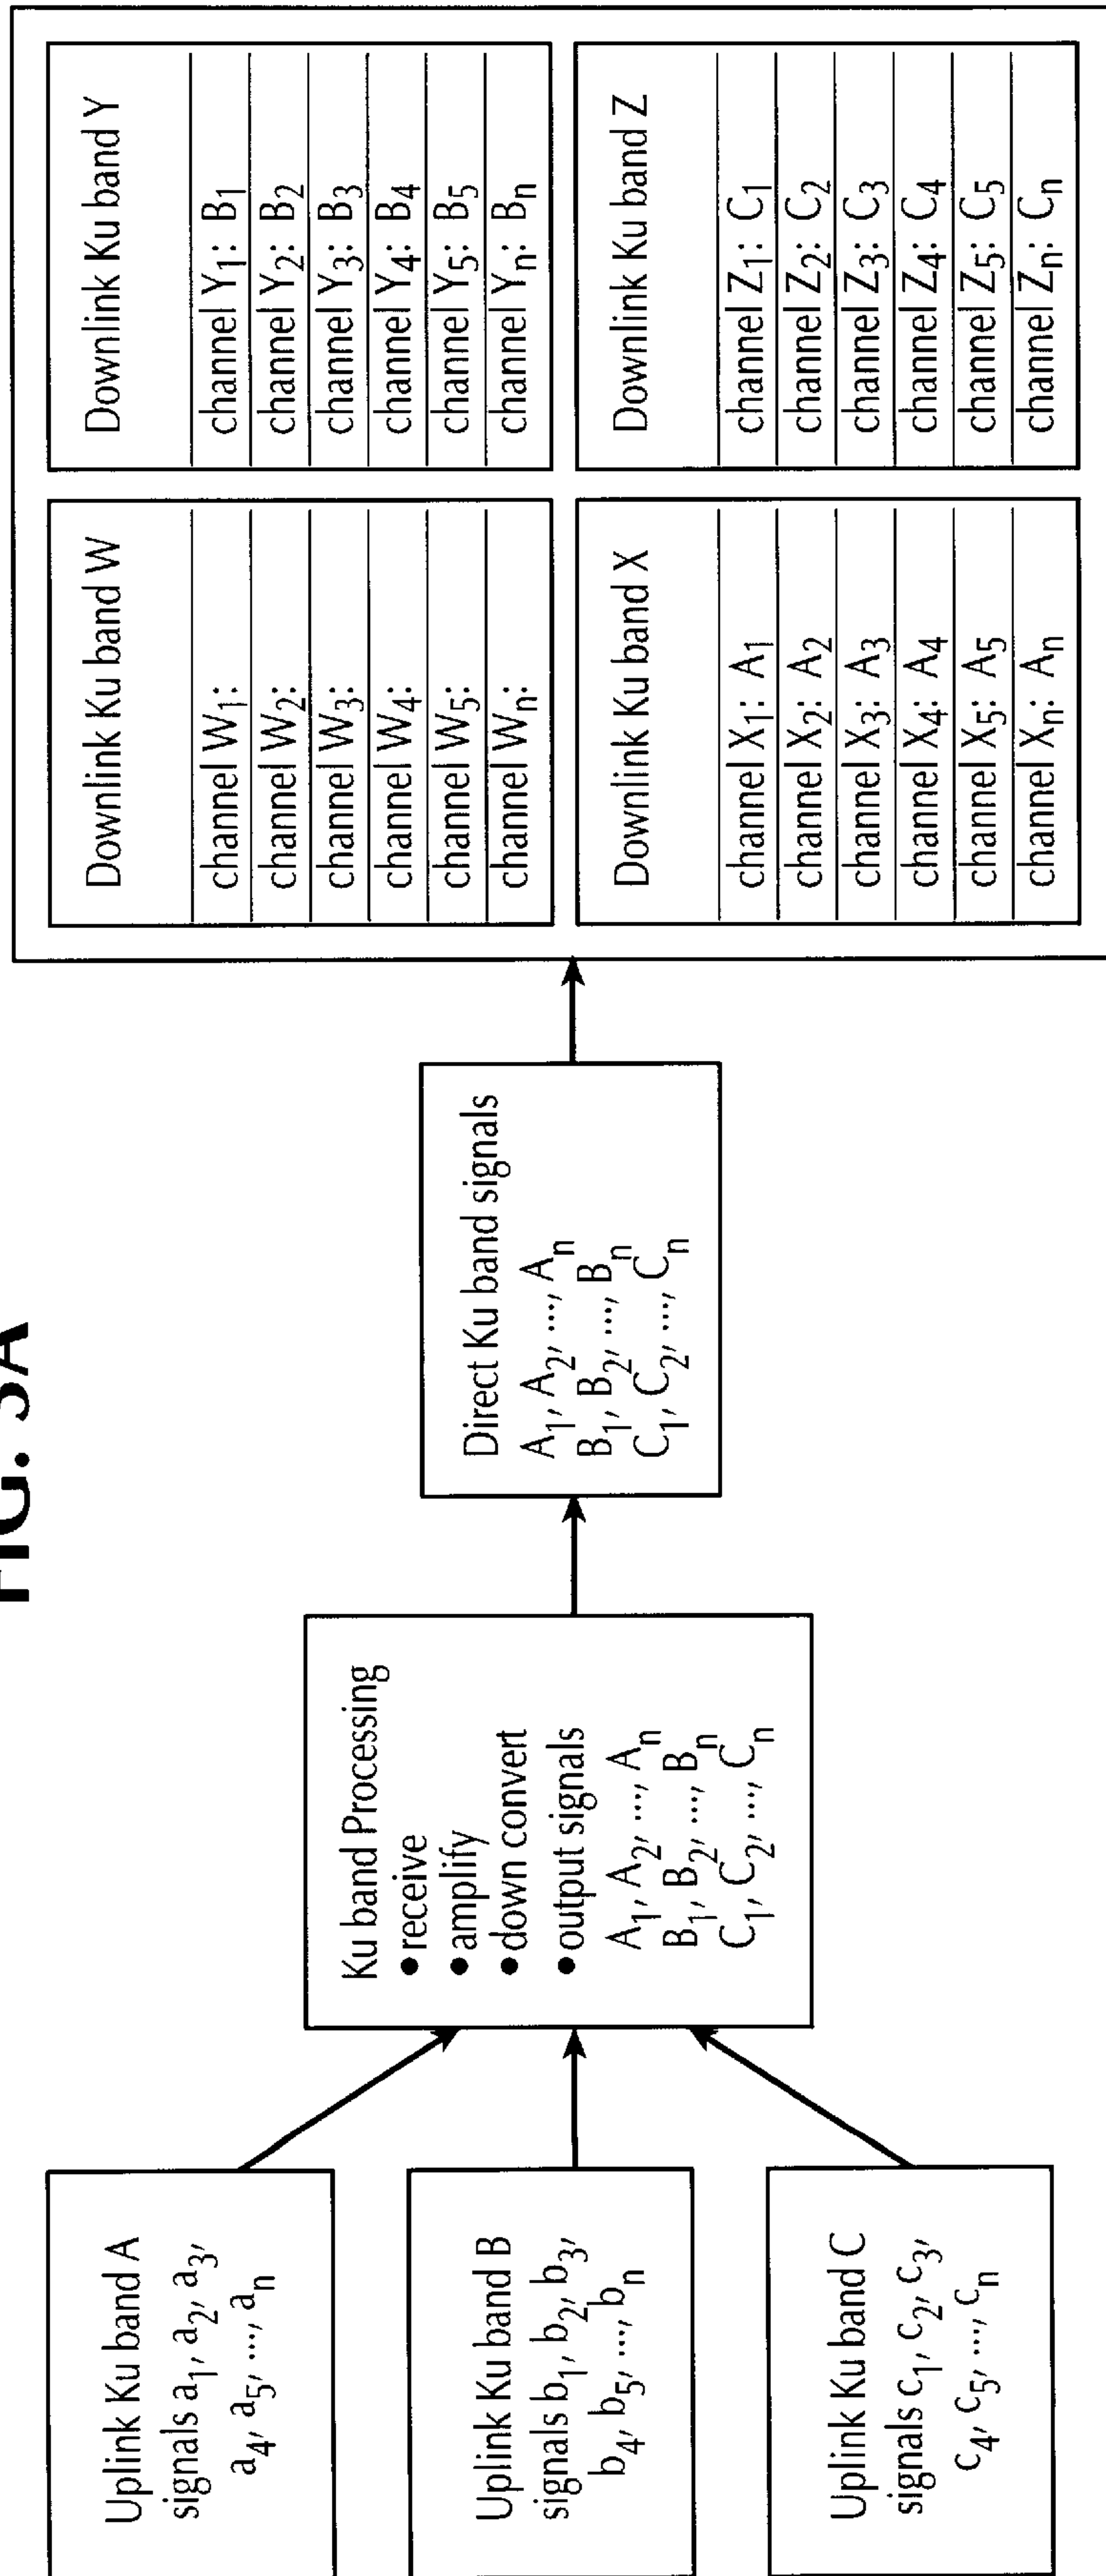 FIG. 3A
Uplink Ku band A
signals a1, a2, a3,
a4, a5, ..., an
Uplink Ku band B
signals b1, b2, b3,
b4, b5, ..., bn
Uplink Ku band C
signals c1, c2, c3,
c4, c5, ..., cn
Ku band Processing
•receive
•amplify
•down convert
•output signals
A1, A2, ..., An
B1, B2, ..., Bn
C1, C2, ..., Cn
Direct Ku band signals
A1, A2, ..., An
B1, B2, ..., Bn
C1, C2, ..., Cn
Downlink Ku band W
channel W1:
channel W2:
channel W3:
channel W4:
channel W5:
channel Wn:
Downlink Ku band Y
channel Y1: B1
channel Y2: B2
channel Y3: B3
channel Y4: B4
channel Y5: B5
channel Yn: Bn
Downlink Ku band X
channel X1: A1
channel X2: A2
channel X3: A3
channel X4: A4
channel X5: A5
channel Xn: An
Downlink Ku band Z
channel Z1: C1
channel Z2: C2
channel Z3: C3
channel Z4: C4
channel Z5: C5
channel Zn: Cn